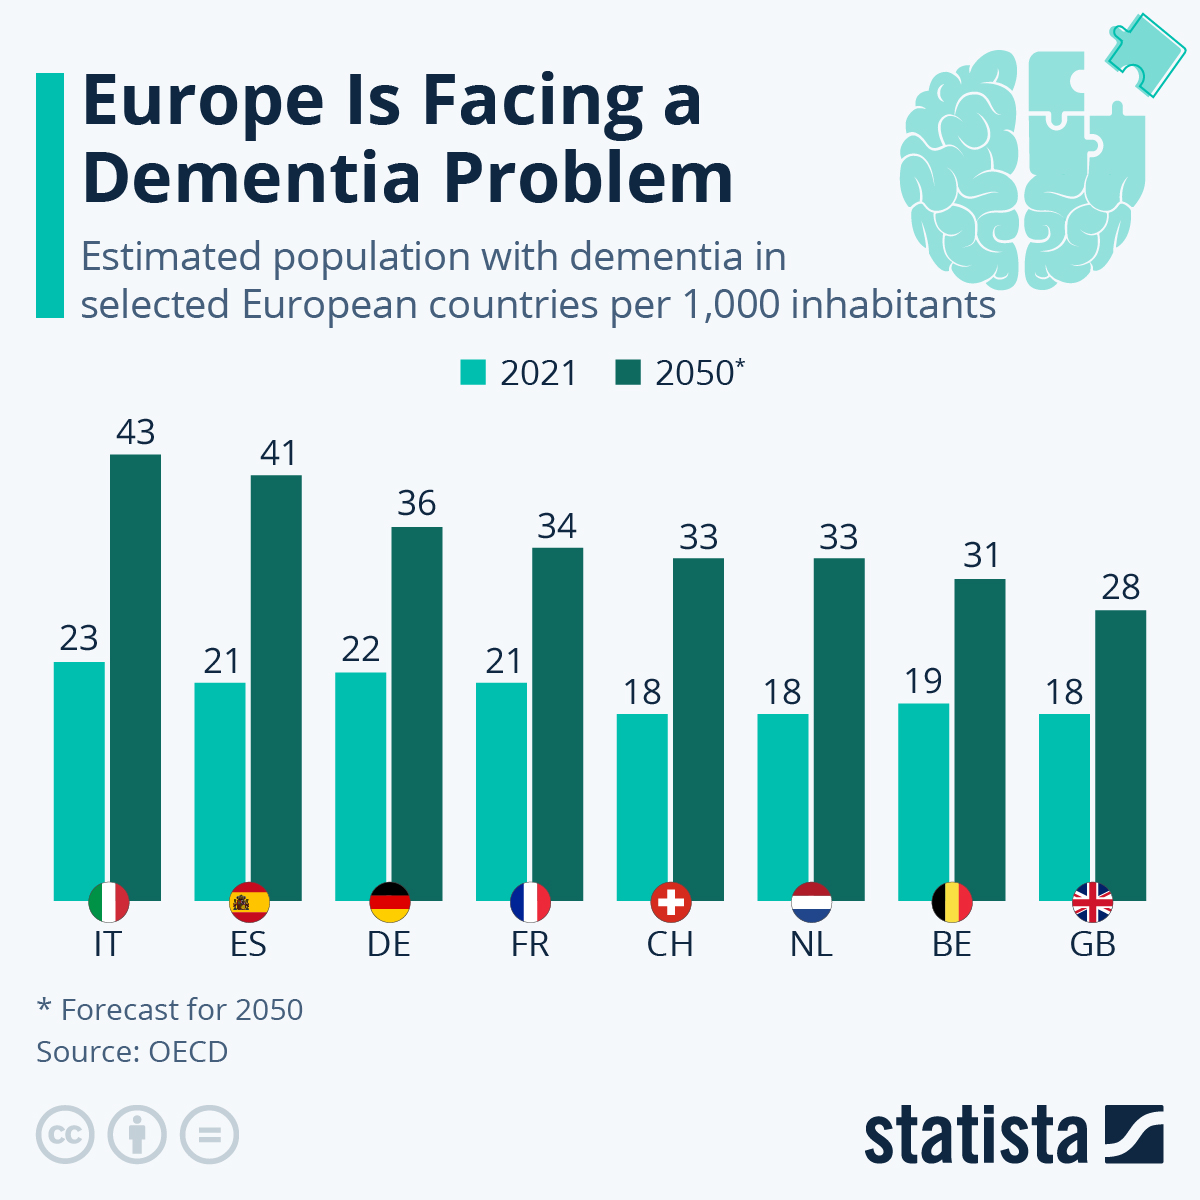 Europe Is Facing a
Dementia Problem
Estimated population with dementia in
selected European countries per 1,000 inhabitants
2021 2050*
23 43 21 41 22 36 21 34 18 33 18 33 19 31 18 28
IT ES DE FR CH NL BE GB
* Forecast for 2050
Source: OECD
cc =
statista